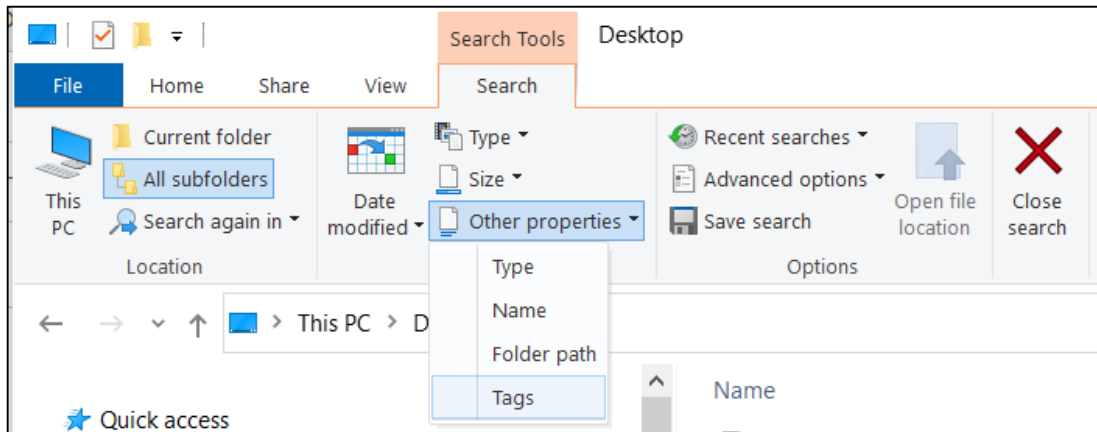 Search Tools Desktop
File Home Share View Search
This PC
Current folder
All subfolders
Search again in
Location
Date modified
Type
Size
Other properties
Type
Name
Folder path
Tags
Recent searches
Advanced options
Save search
Options
Open file location
Close search
This PC > D
Name
Quick access